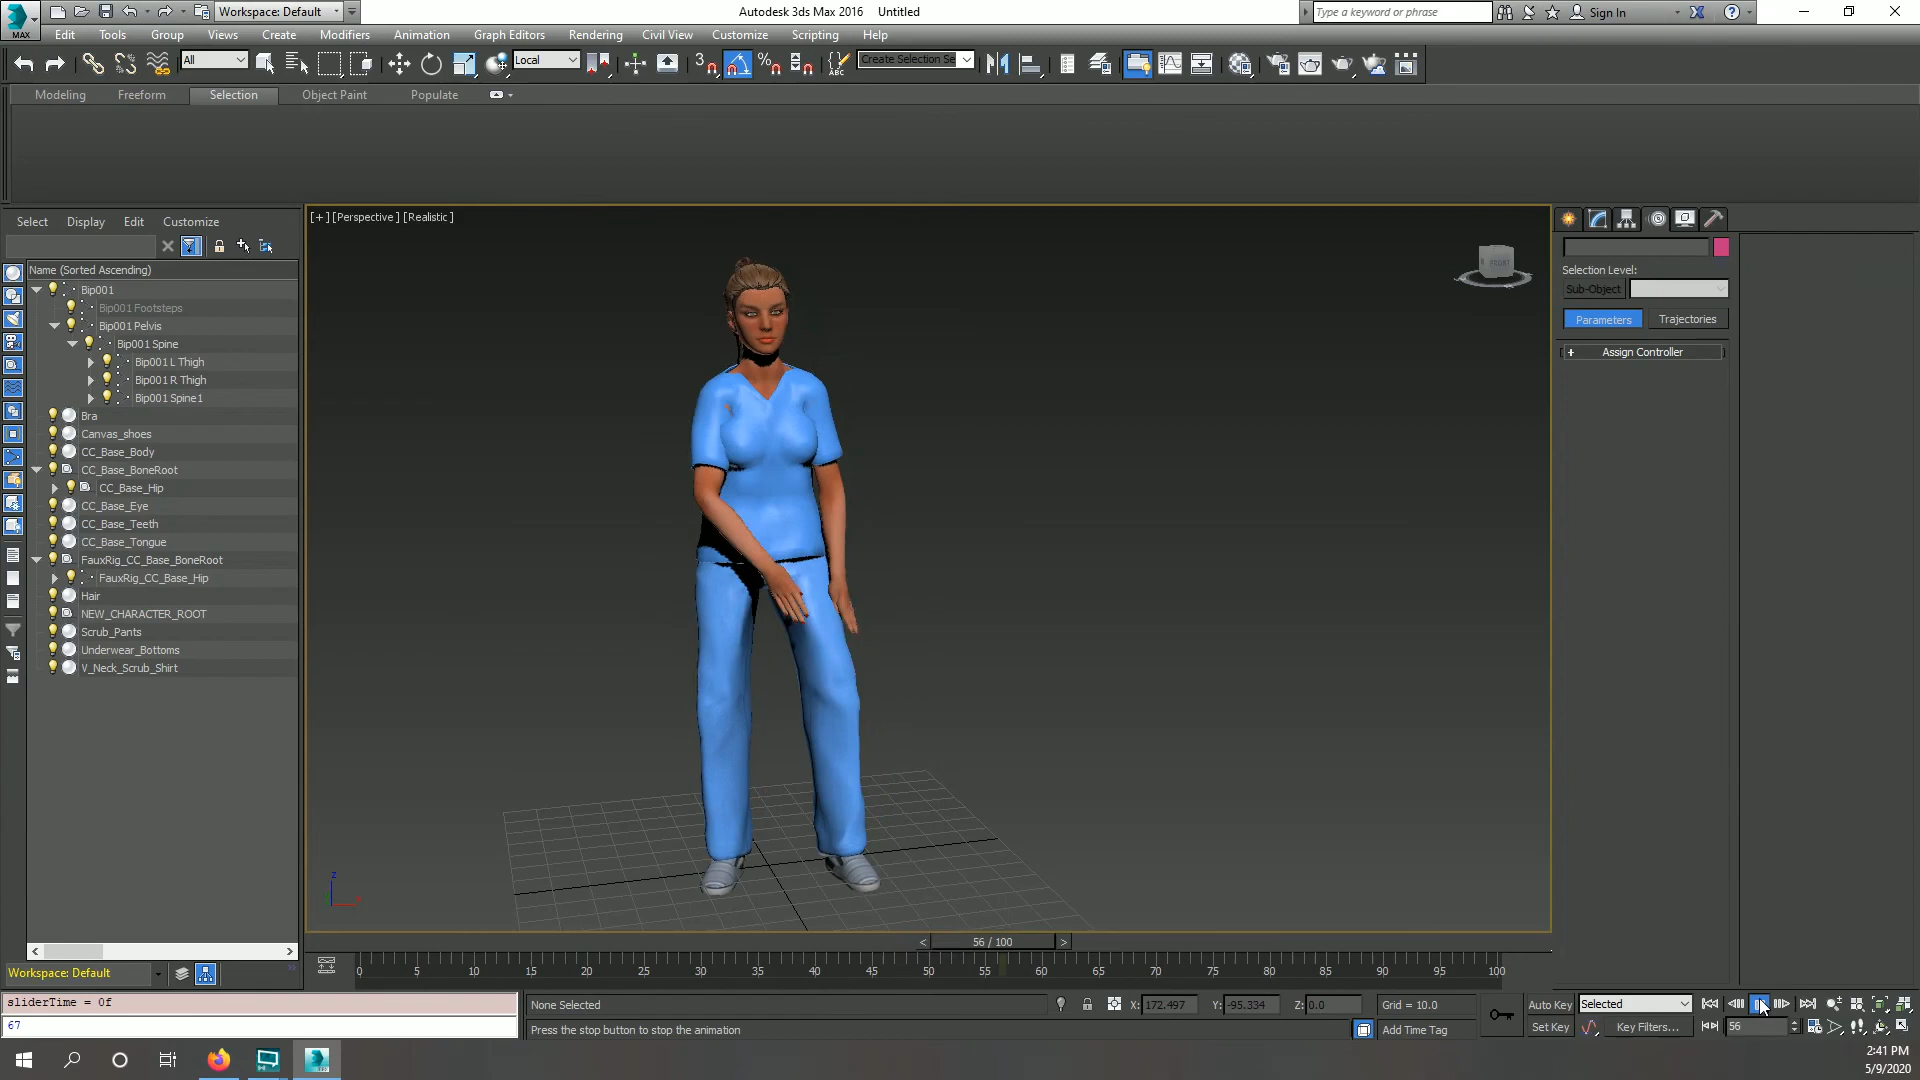 Workspace: Default
Autodesk 3ds Max 2016 Untitled
Type a keyword or phrase
Sign In
MAX
Edit Tools Group Views Create Modifiers Animation Graph Editors Rendering Civil View Customize Scripting Help
All
Local
3
ABC
Create Selection Se
Modeling Freeform Selection Object Paint Populate
Select Display Edit Customize
[+] [Perspective] [Realistic]
FRONT
Name (Sorted Ascending)
Bip001
Bip001 Footsteps
Bip001 Pelvis
Bip001 Spine
Bip001 L Thigh
Bip001 R Thigh
Bip001 Spine1
Bra
Canvas_shoes
CC_Base_Body
CC_Base_BoneRoot
CC_Base_Hip
CC_Base_Eye
CC_Base_Teeth
CC_Base_Tongue
FauxRig_CC_Base_BoneRoot
FauxRig_CC_Base_Hip
Hair
NEW_CHARACTER_ROOT
Scrub_Pants
Underwear_Bottoms
V_Neck_Scrub_Shirt
Selection Level:
Sub-Object
Parameters Trajectories
+ Assign Controller
z
< 56 / 100 >
0 5 10 15 20 25 30 35 40 45 50 55 60 65 70 75 80 85 90 95 100
Workspace: Default
sliderTime = 0f
67
None Selected
X: 172.497 Y: -95.334 Z: 0.0 Grid = 10.0
Press the stop button to stop the animation
Add Time Tag
Auto Key Selected
Set Key Key Filters...
56
2:41 PM
5/9/2020